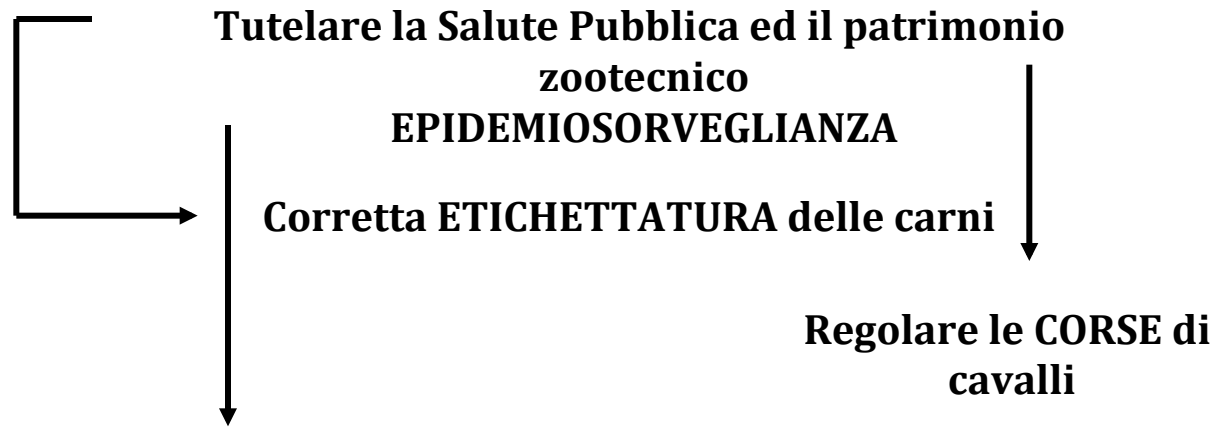 Tutelare la Salute Pubblica ed il patrimonio
zootecnico
EPIDEMIOSORVEGLIANZA
Corretta ETICHETTATURA delle carni
Regolare le CORSE di
cavalli